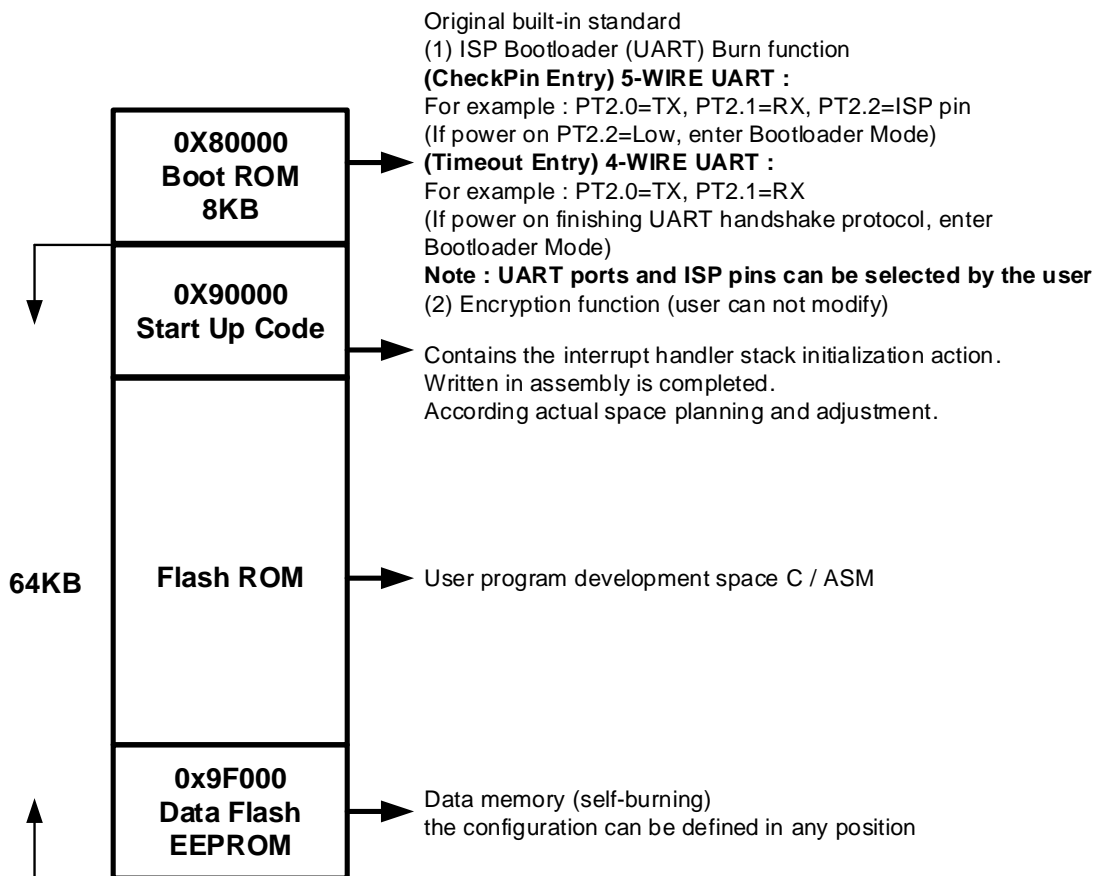 Original built-in standard
(1) ISP Bootloader (UART) Burn function
(CheckPin Entry) 5-WIRE UART :
For example : PT2.0=TX, PT2.1=RX, PT2.2=ISP pin
(If power on PT2.2=Low, enter Bootloader Mode)
(Timeout Entry) 4-WIRE UART :
For example : PT2.0=TX, PT2.1=RX
(If power on finishing UART handshake protocol, enter
Bootloader Mode)
Note : UART ports and ISP pins can be selected by the user
(2) Encryption function (user can not modify)
0X80000
Boot ROM
8KB
0X90000
Start Up Code
Contains the interrupt handler stack initialization action.
Written in assembly is completed.
According actual space planning and adjustment.
64KB
Flash ROM
User program development space C / ASM
0x9F000
Data Flash
EEPROM
Data memory (self-burning)
the configuration can be defined in any position